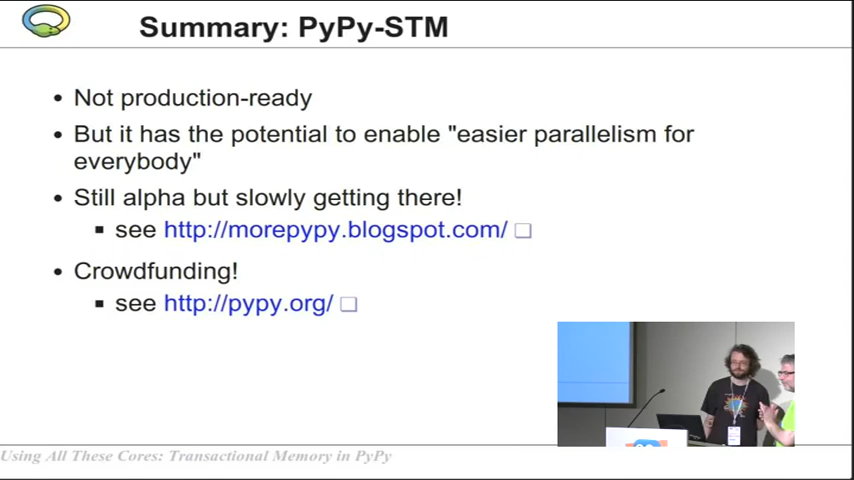 Summary: PyPy-STM
• Not production-ready
• But it has the potential to enable "easier parallelism for
everybody"
• Still alpha but slowly getting there!
▪ see http://morepypy.blogspot.com/
• Crowdfunding!
▪ see http://pypy.org/
Using All These Cores: Transactional Memory in PyPy